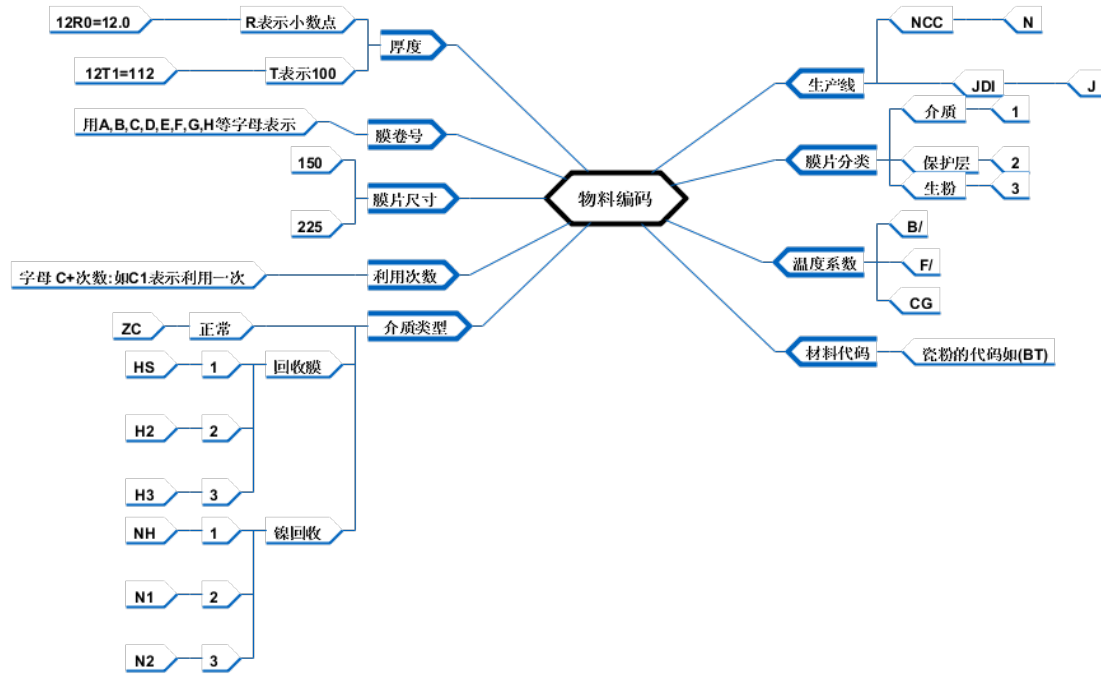 物料编码
生产线
NCC
N
JDI
J
膜片分类
介质
1
保护层
2
生粉
3
温度系数
B/
F/
CG
材料代码
瓷粉的代码如(BT)
厚度
R表示小数点
12R0=12.0
T表示100
12T1=112
膜卷号
用A,B,C,D,E,F,G,H等字母表示
膜片尺寸
150
225
利用次数
字母 C+次数:如C1表示利用一次
介质类型
正常
ZC
回收膜
1
HS
2
H2
3
H3
镍回收
1
NH
2
N1
3
N2